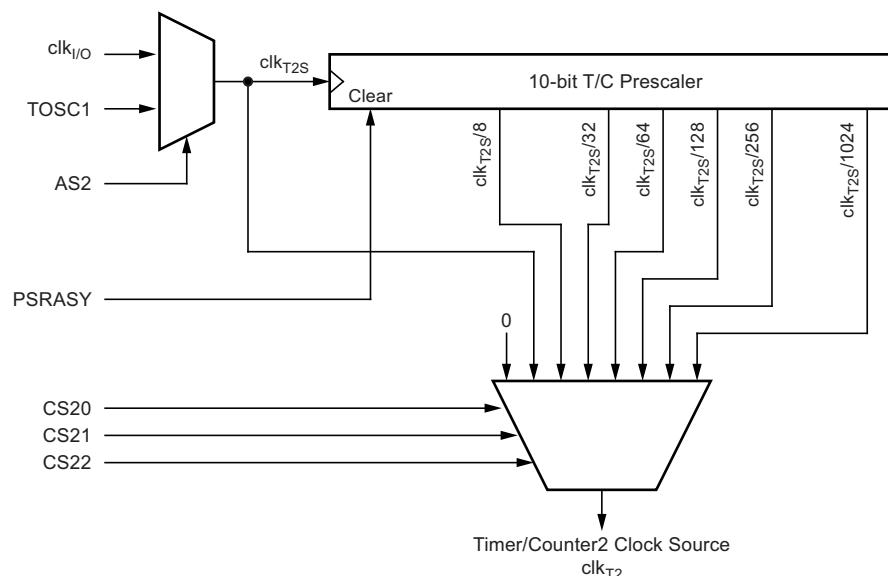 clkI/O
TOSC1
AS2
PSRASY
clkT2S
10-bit T/C Prescaler
Clear
clkT2S/8
clkT2S/32
clkT2S/64
clkT2S/128
clkT2S/256
clkT2S/1024
0
CS20
CS21
CS22
Timer/Counter2 Clock Source
clkT2